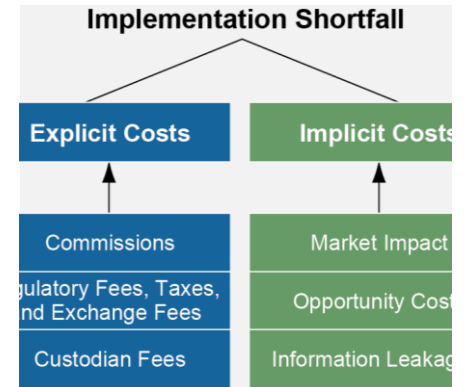 Implementation Shortfall
Explicit Costs
Implicit Costs
Commissions
Market Impact
gulatory Fees, Taxes,
nd Exchange Fees
Opportunity Cost
Custodian Fees
Information Leakag